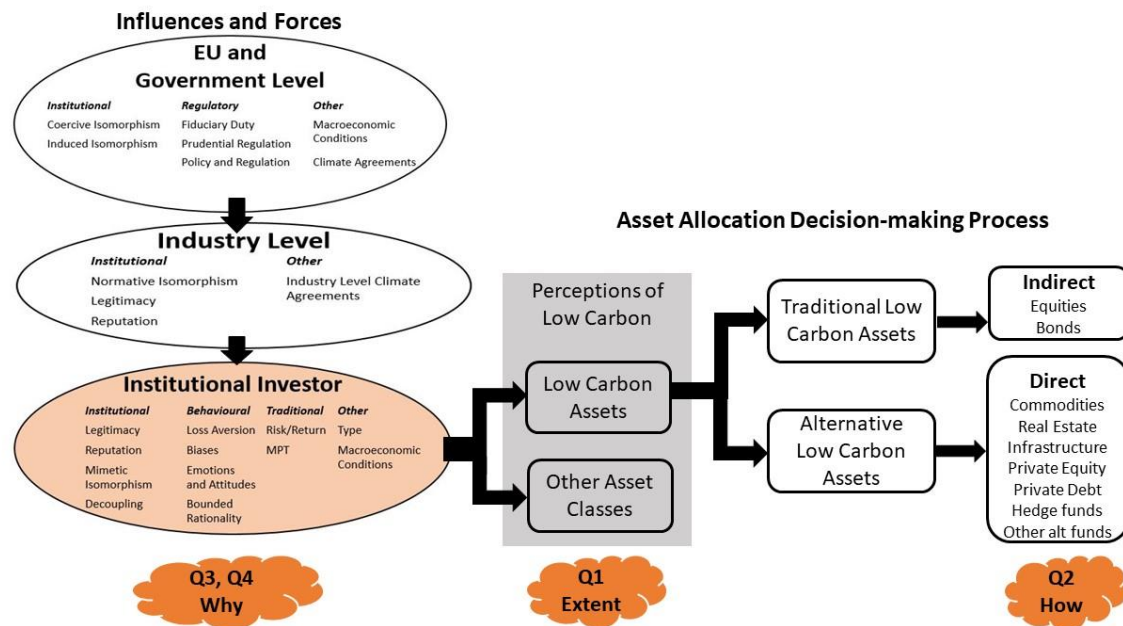 Influences and Forces
EU and
Government Level
Institutional
Coercive Isomorphism
Induced Isomorphism
Regulatory
Fiduciary Duty
Prudential Regulation
Policy and Regulation
Other
Macroeconomic
Conditions
Climate Agreements
Industry Level
Institutional
Normative Isomorphism
Legitimacy
Reputation
Other
Industry Level Climate
Agreements
Institutional Investor
Institutional
Legitimacy
Reputation
Mimetic
Isomorphism
Decoupling
Behavioural
Loss Aversion
Biases
Emotions
and Attitudes
Bounded
Rationality
Traditional
Risk/Return
MPT
Other
Type
Macroeconomic
Conditions
Q3, Q4
Why
Asset Allocation Decision-making Process
Perceptions of
Low Carbon
Low Carbon
Assets
Other Asset
Classes
Q1
Extent
Traditional Low
Carbon Assets
Alternative
Low Carbon
Assets
Indirect
Equities
Bonds
Direct
Commodities
Real Estate
Infrastructure
Private Equity
Private Debt
Hedge funds
Other alt funds
Q2
How